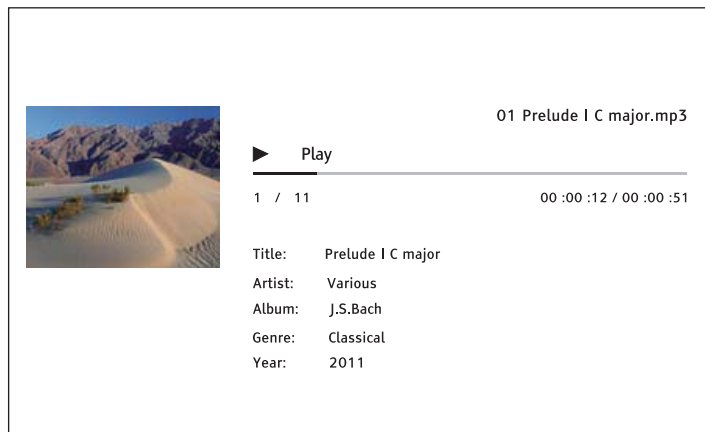 01 Prelude I C major.mp3
Play
1 / 11
00 :00 :12 / 00 :00 :51
Title: Prelude I C major
Artist: Various
Album: J.S.Bach
Genre: Classical
Year: 2011